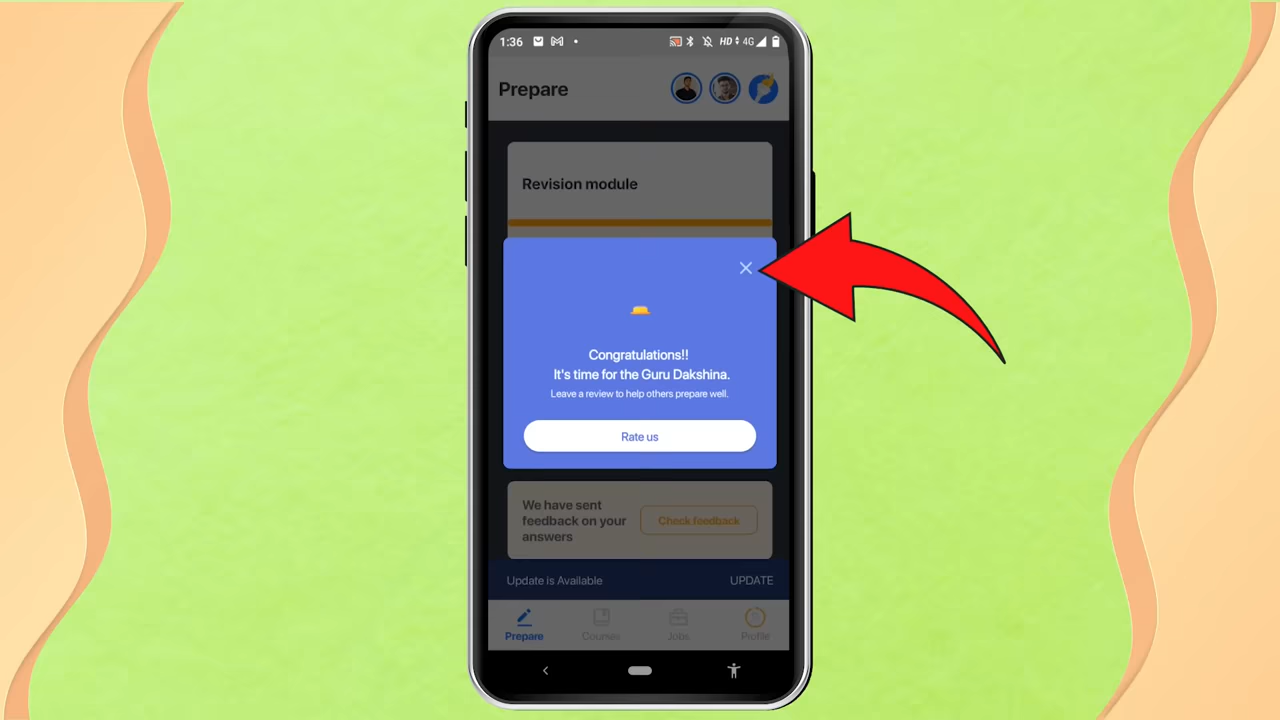 1:36
HD 4G
Prepare
Revision module
Congratulations!!
It's time for the Guru Dakshina.
Leave a review to help others prepare well.
Rate us
We have sent
feedback on your
answers
Check feedback
Update is Available UPDATE
Prepare Courses Jobs Profile